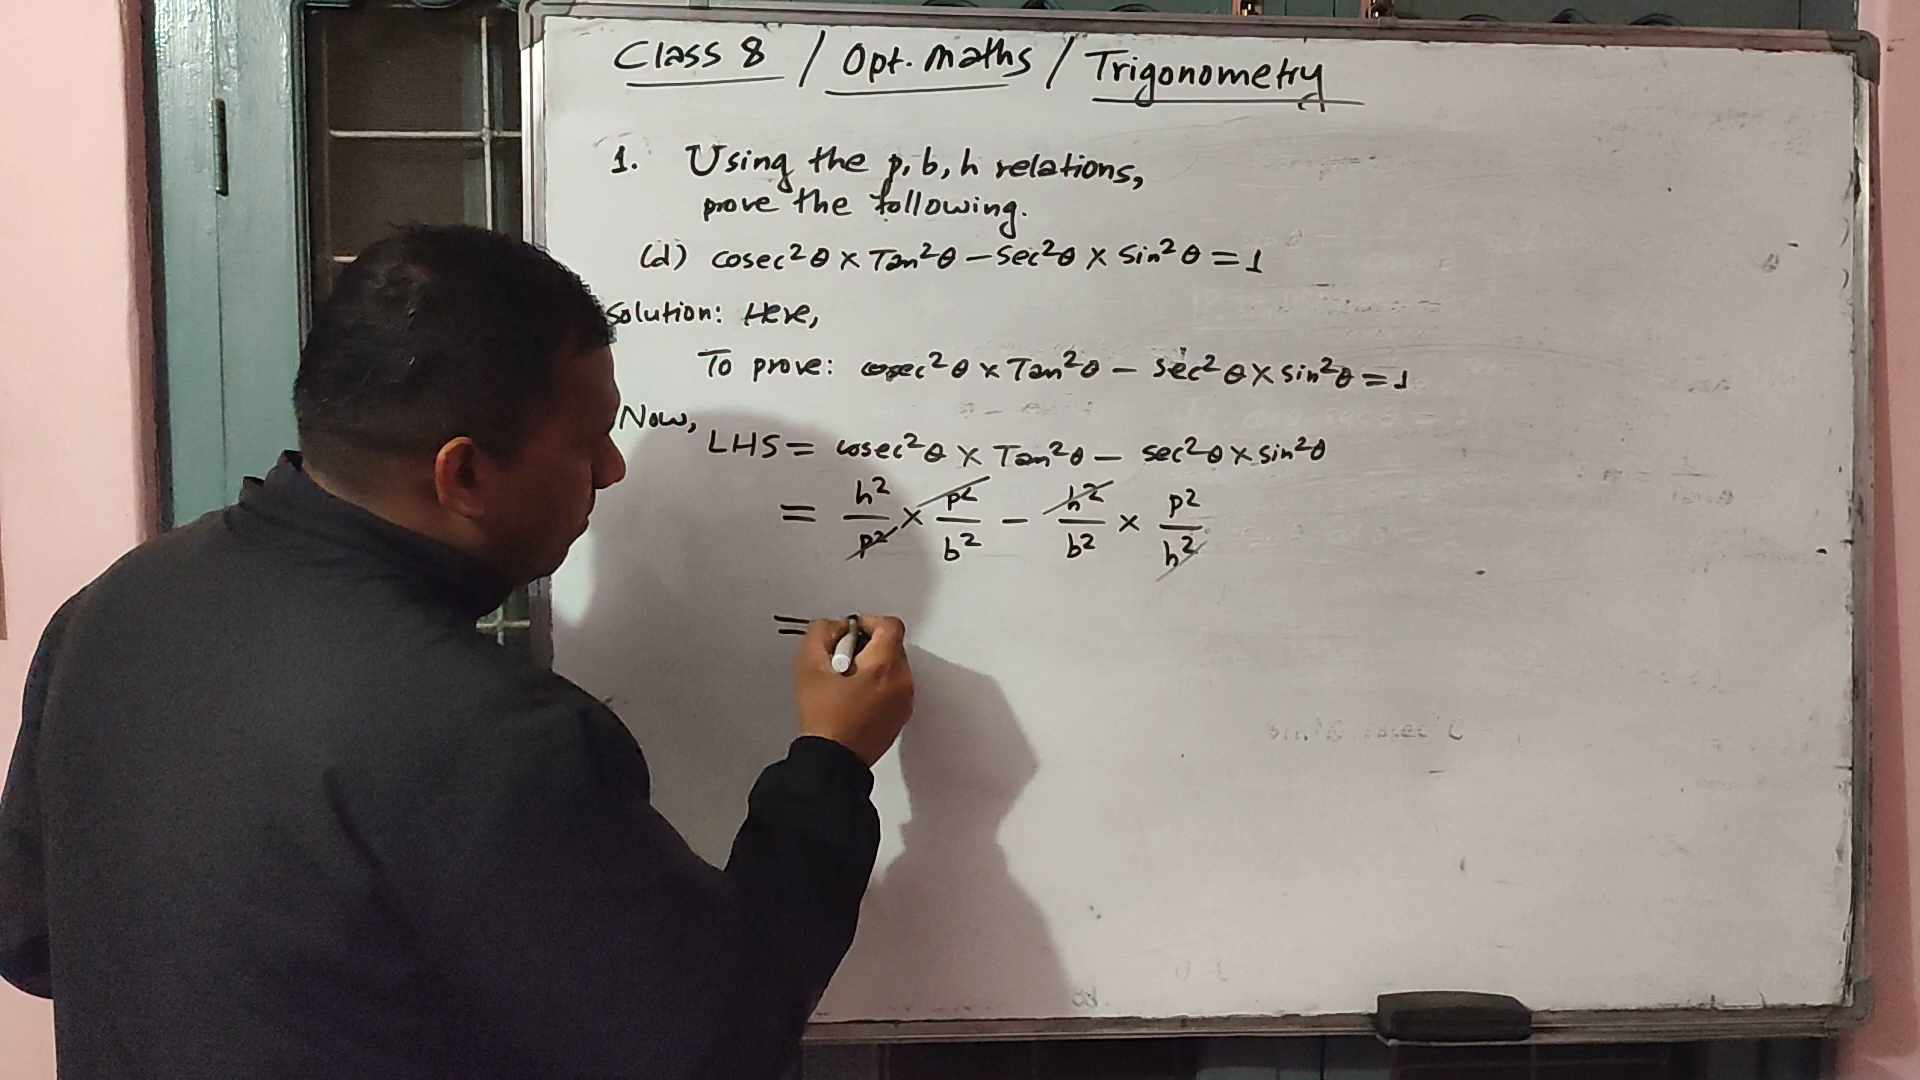 Class 8 / Opt. Maths / Trigonometry
1. Using the p, b, h relations,
prove the following.
(d) cosec²θ × Tan²θ – Sec²θ × Sin²θ = 1
Solution: Here,
To prove: cosec²θ × Tan²θ – Sec²θ × Sin²θ = 1
Now,
LHS = cosec²θ × Tan²θ – sec²θ × sin²θ
= h²/p² × p²/b² – h²/b² × p²/h²
=